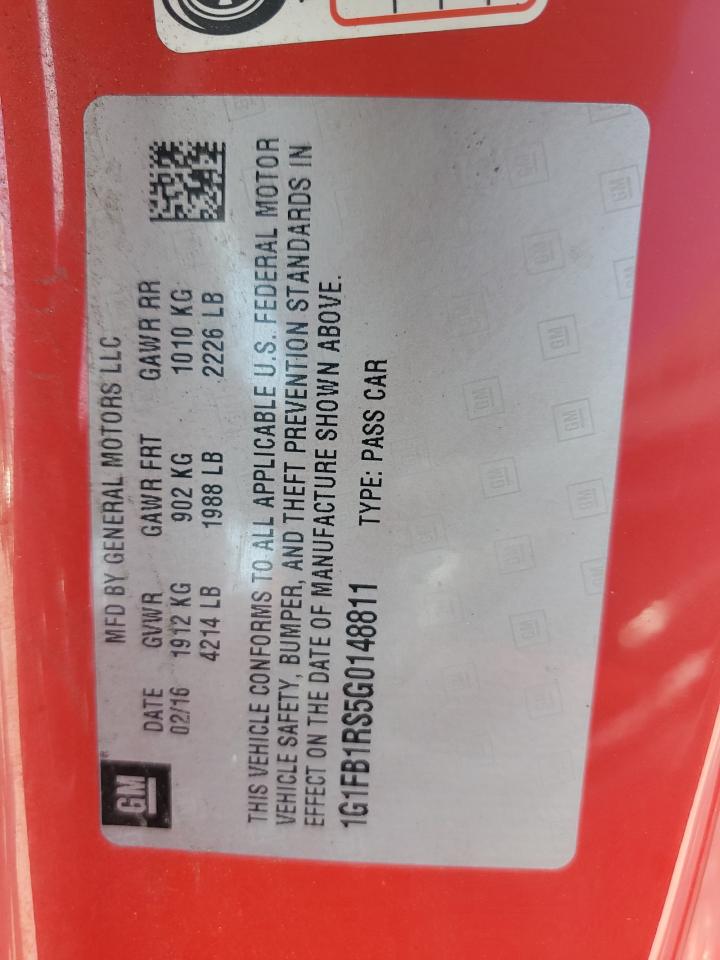 GM
MFD BY GENERAL MOTORS LLC
DATE GVWR GAWR FRT GAWR RR
02/16 1912 KG 902 KG 1010 KG
4214 LB 1988 LB 2226 LB
THIS VEHICLE CONFORMS TO ALL APPLICABLE U.S. FEDERAL MOTOR
VEHICLE SAFETY, BUMPER, AND THEFT PREVENTION STANDARDS IN
EFFECT ON THE DATE OF MANUFACTURE SHOWN ABOVE.
1G1FB1RS5G0148811 TYPE: PASS CAR